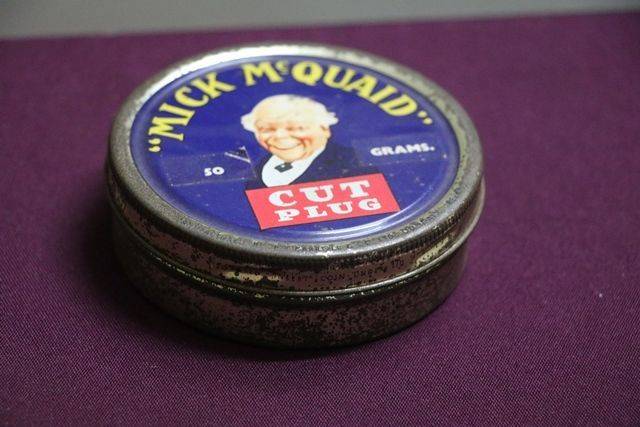 "MICK McQUAID"
50 GRAMS.
CUT
PLUG